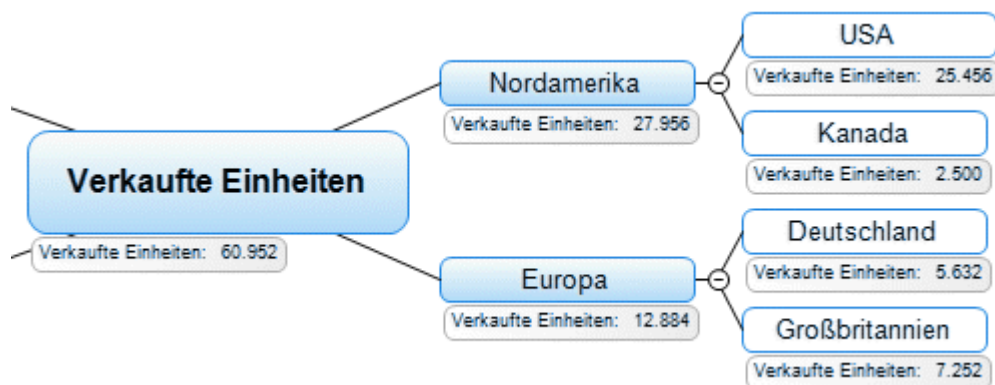 Verkaufte Einheiten
Verkaufte Einheiten: 60.952
Nordamerika
Verkaufte Einheiten: 27.956
USA
Verkaufte Einheiten: 25.456
Kanada
Verkaufte Einheiten: 2.500
Europa
Verkaufte Einheiten: 12.884
Deutschland
Verkaufte Einheiten: 5.632
Großbritannien
Verkaufte Einheiten: 7.252